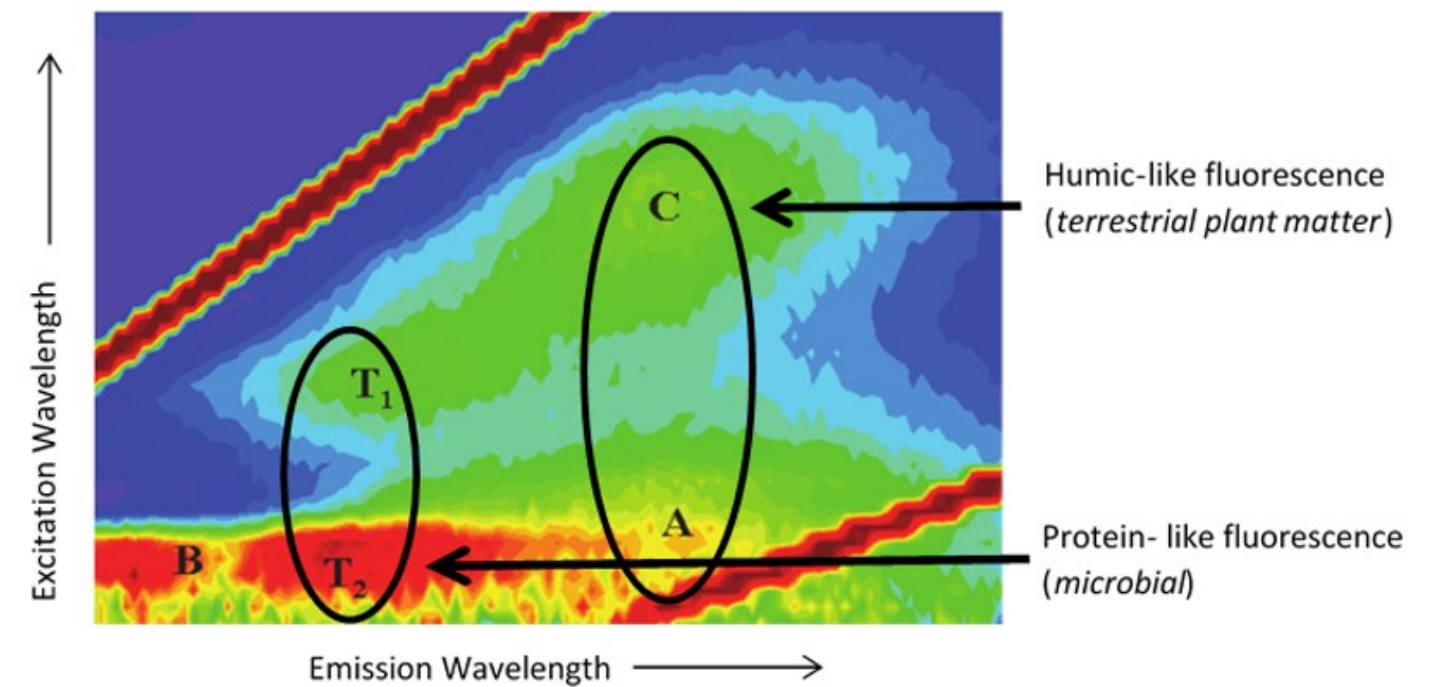 C
Humic-like fluorescence
(terrestrial plant matter)
Excitation Wavelength
T1
A
B
T2
Protein- like fluorescence
(microbial)
Emission Wavelength